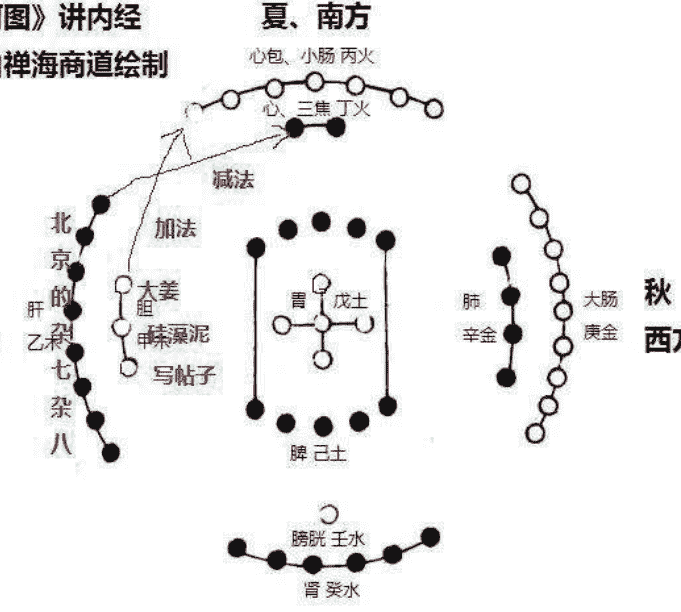 图》讲内经
禅海商道绘制
夏、南方
心包、小肠 丙火
心、三焦 丁火
减法
加法
北京的杂七杂八
肝
乙木
大姜
胆
硅藻泥
甲木
写帖子
胃
戊土
脾 己土
肺
辛金
大肠
庚金
秋
西方
膀胱 壬水
肾 癸水